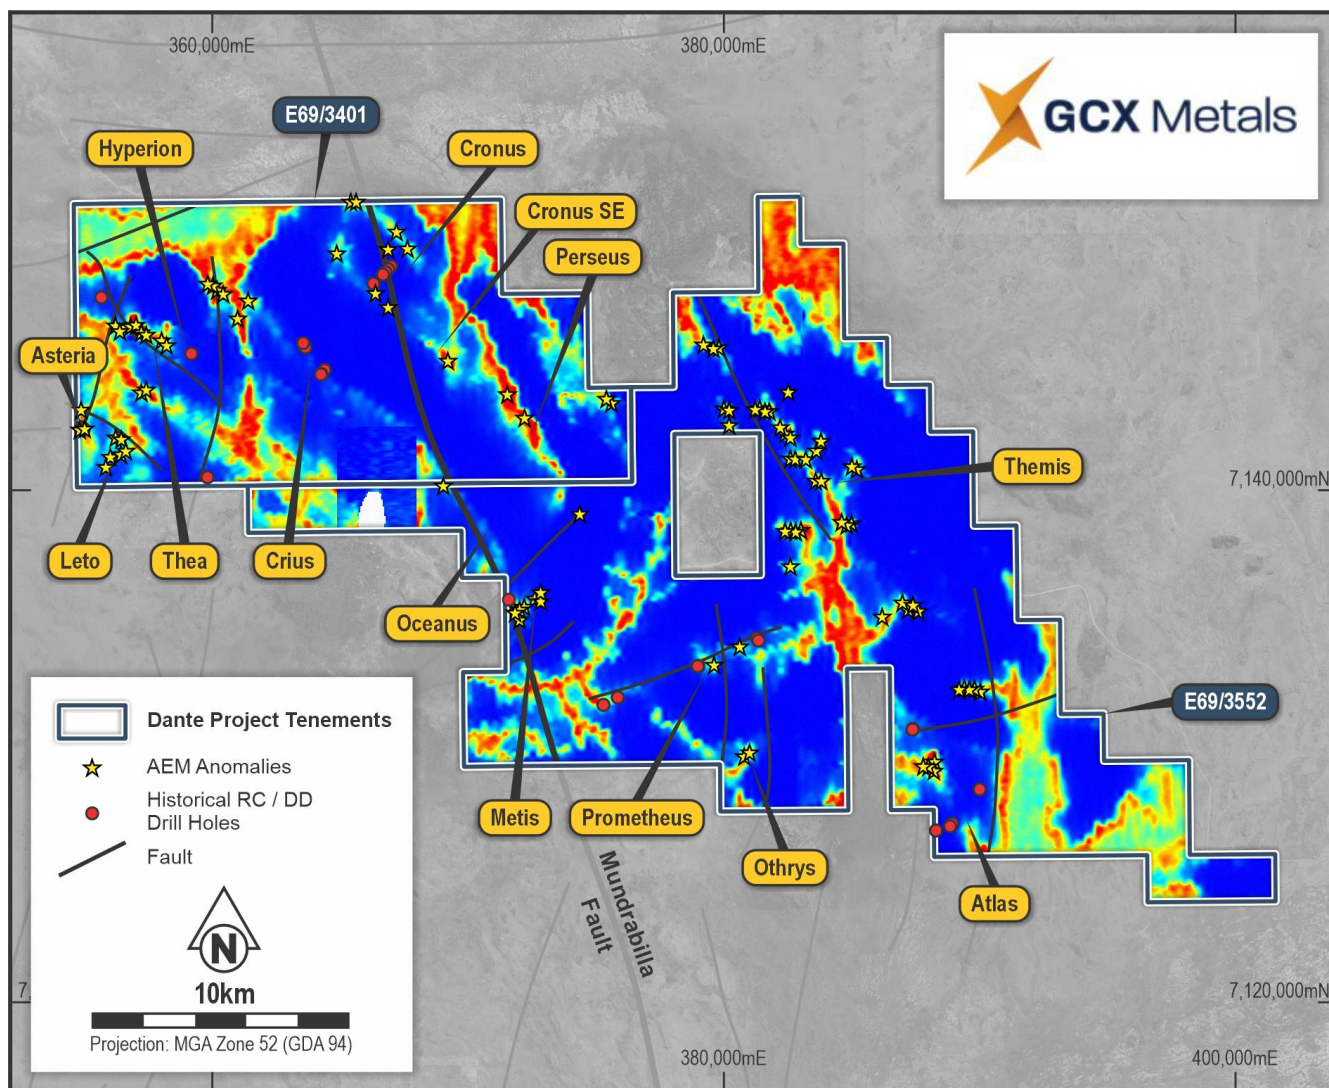 360,000mE
380,000mE
GCX Metals
E69/3401
Hyperion
Cronus
Cronus SE
Perseus
Asteria
Themis
7,140,000mN
Leto
Thea
Crius
Oceanus
E69/3552
Dante Project Tenements
AEM Anomalies
Historical RC / DD
Drill Holes
Fault
N
10km
Projection: MGA Zone 52 (GDA 94)
Metis
Prometheus
Othrys
Atlas
Mundrabilla
Fault
7,
7,120,000mN
380,000mE
400,000mE